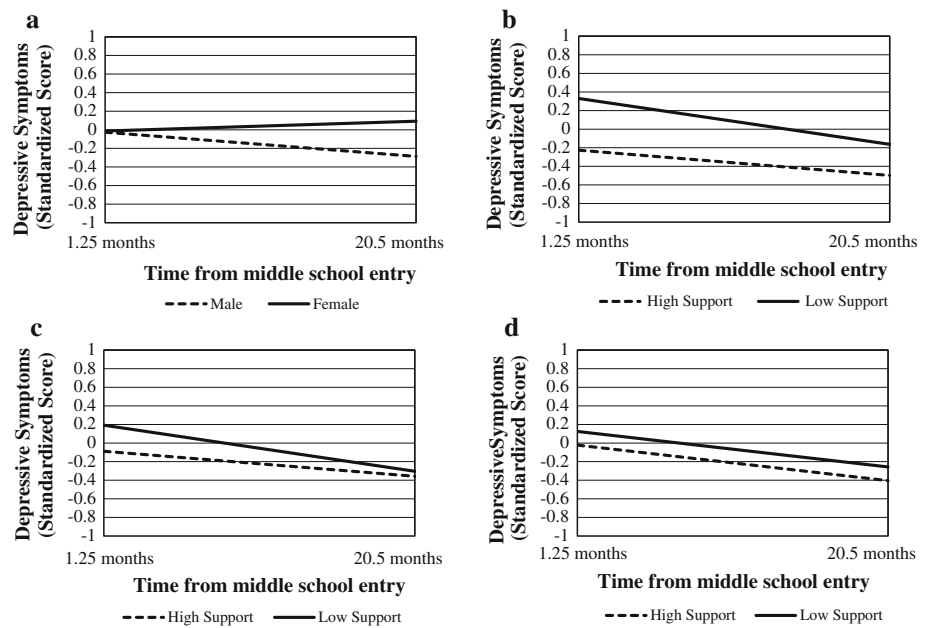 a
Depressive Symptoms
(Standardized Score)
1
0.8
0.6
0.4
0.2
0
-0.2
-0.4
-0.6
-0.8
-1
1.25 months
20.5 months
Time from middle school entry
Male
Female
b
Depressive Symptoms
(Standardized Score)
1
0.8
0.6
0.4
0.2
0
-0.2
-0.4
-0.6
-0.8
-1
1.25 months
20.5 months
Time from middle school entry
High Support
Low Support
c
Depressive Symptoms
(Standardized Score)
1
0.8
0.6
0.4
0.2
0
-0.2
-0.4
-0.6
-0.8
-1
1.25 months
20.5 months
Time from middle school entry
High Support
Low Support
d
DepressiveSymptoms
(Standardized Score)
1
0.8
0.6
0.4
0.2
0
-0.2
-0.4
-0.6
-0.8
-1
1.25 months
20.5 months
Time from middle school entry
High Support
Low Support